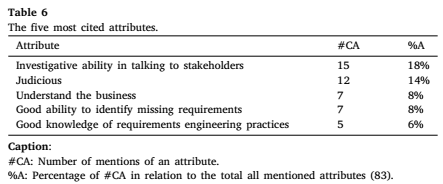 Table 6
The five most cited attributes.
Attribute #CA %A
Investigative ability in talking to stakeholders 15 18%
Judicious 12 14%
Understand the business 7 8%
Good ability to identify missing requirements 7 8%
Good knowledge of requirements engineering practices 5 6%
Caption:
#CA: Number of mentions of an attribute.
%A: Percentage of #CA in relation to the total all mentioned attributes (83).